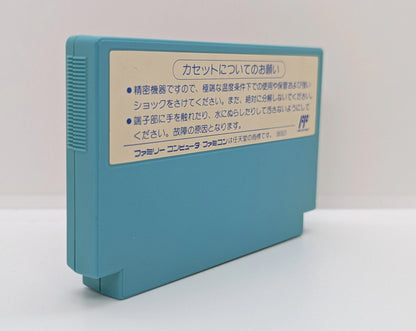 カセットについてのお願い
●精密機器ですので、極端な温度条件下での使用や保管および強い
ショックをさけてください。また、絶対に分解しないでください。
●端子部に手を触れたり、水にぬらしたりして汚さないようにして
ください。故障の原因となります。
ファミリー コンピュータ ファミコンは任天堂の商標です。